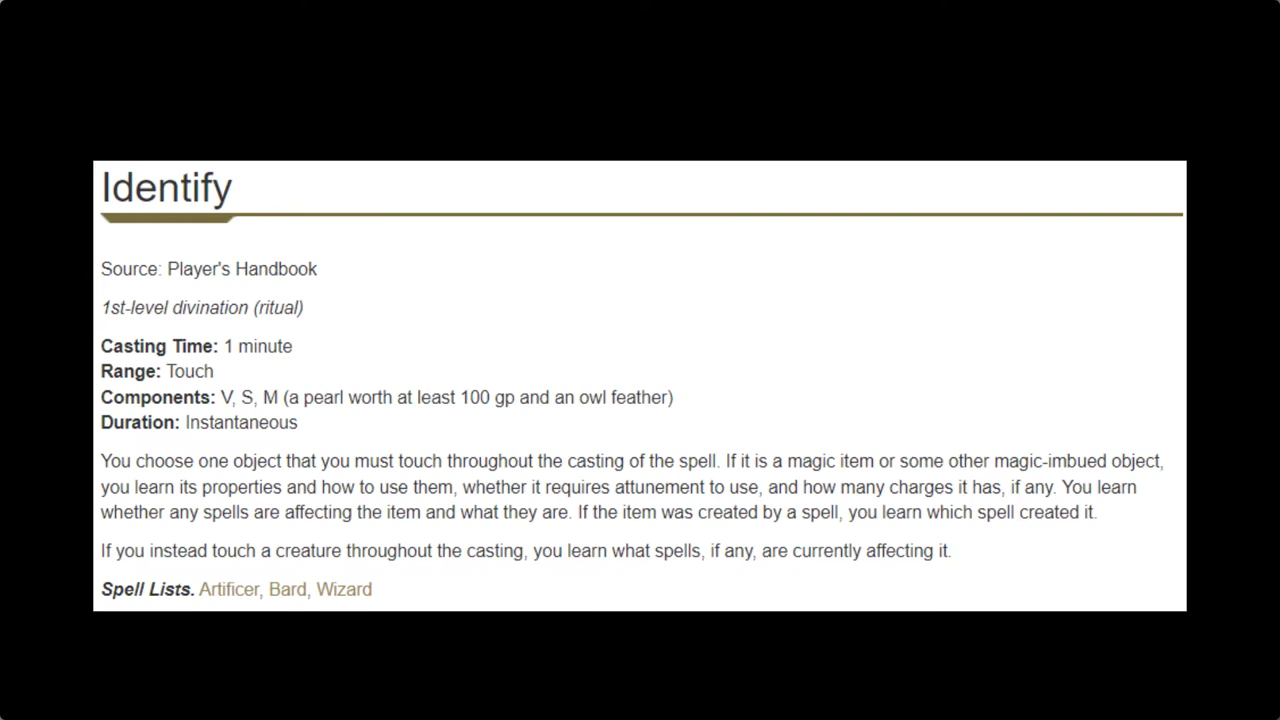 Identify
Source: Player's Handbook
1st-level divination (ritual)
Casting Time: 1 minute
Range: Touch
Components: V, S, M (a pearl worth at least 100 gp and an owl feather)
Duration: Instantaneous
You choose one object that you must touch throughout the casting of the spell. If it is a magic item or some other magic-imbued object,
you learn its properties and how to use them, whether it requires attunement to use, and how many charges it has, if any. You learn
whether any spells are affecting the item and what they are. If the item was created by a spell, you learn which spell created it.
If you instead touch a creature throughout the casting, you learn what spells, if any, are currently affecting it.
Spell Lists. Artificer, Bard, Wizard